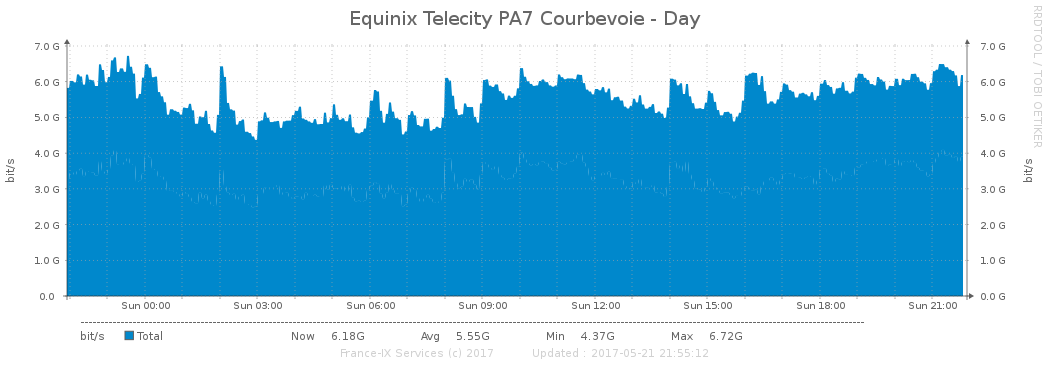 Equinix Telecity PA7 Courbevoie - Day
RRDTOOL / TOBI OETIKER
bit/s
7.0 G 7.0 G
6.0 G 6.0 G
5.0 G 5.0 G
4.0 G 4.0 G
3.0 G 3.0 G
2.0 G 2.0 G
1.0 G 1.0 G
0.0 0.0 G
bit/s
Sun 00:00 Sun 03:00 Sun 06:00 Sun 09:00 Sun 12:00 Sun 15:00 Sun 18:00 Sun 21:00
bit/s Total Now 6.18G Avg 5.55G Min 4.37G Max 6.72G
France-IX Services (c) 2017 Updated : 2017-05-21 21:55:12